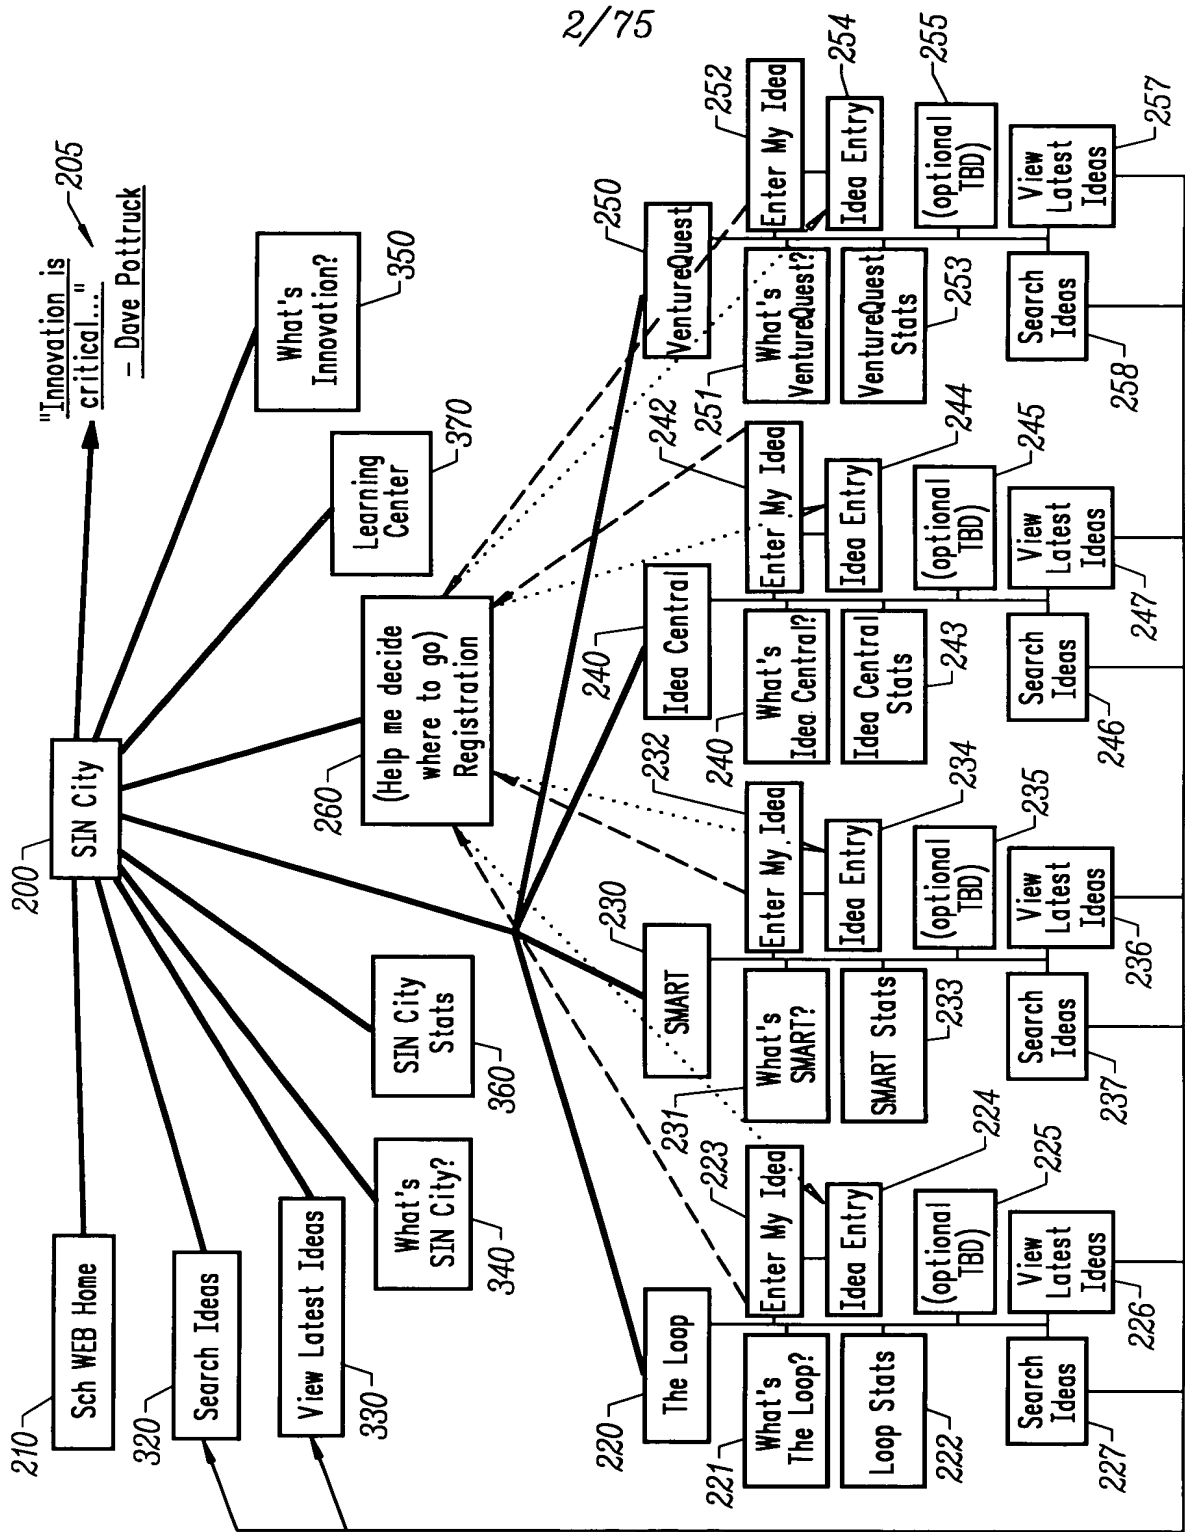 2/75
200
SIN City
"Innovation is
critical..."
– Dave Pottruck
205
210
Sch WEB Home
320
Search Ideas
330
View Latest Ideas
What's
SIN City?
340
SIN City
Stats
360
260
(Help me decide
where to go)
Registration
Learning
Center
370
What's
Innovation?
350
220
The Loop
221
What's
The Loop?
223
Enter My Idea
Loop Stats
222
Idea Entry
224
(optional
TBD)
225
Search
Ideas
227
View
Latest
Ideas
226
SMART
230
231
What's
SMART?
232
Enter My Idea
SMART Stats
233
Idea Entry
234
(optional
TBD)
235
Search
Ideas
237
View
Latest
Ideas
236
240
Idea Central
240
What's
Idea Central?
242
Enter My Idea
Idea Central
Stats
243
Idea Entry
244
(optional
TBD)
245
Search
Ideas
246
View
Latest
Ideas
247
VentureQuest
250
251
What's
VentureQuest?
Enter My Idea
252
VentureQuest
Stats
253
Idea Entry
254
(optional
TBD)
255
Search
Ideas
258
View
Latest
Ideas
257